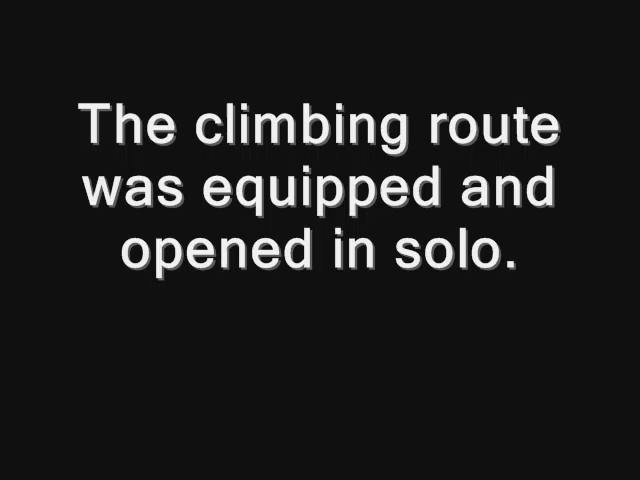 The climbing route
was equipped and
opened in solo.